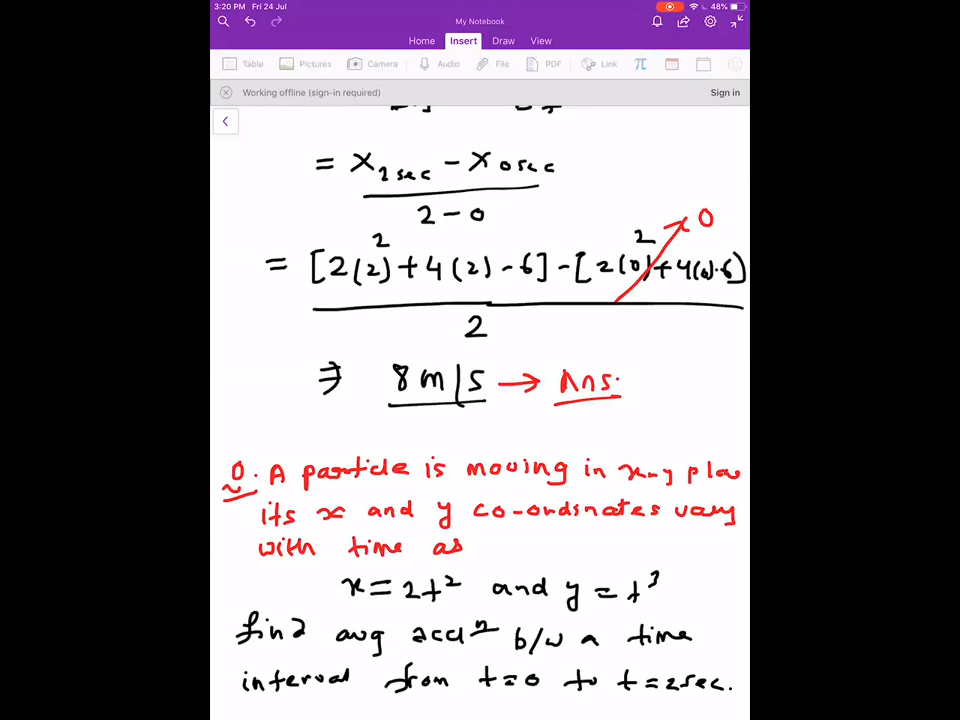 3:20 PM Fri 24 Jul
48%
My Notebook
Home Insert Draw View
Table Pictures Camera Audio File PDF Link π
Working offline (sign-in required) Sign in
= x2sec - x0sec
2 - 0
= [2(2)²+4(2)-6] - [2(0)²+4(0)-6] 0
2
⇒ 8 m/s → Ans.
Q. A particle is moving in x-y plan
its x and y co-ordinates vary
with time as
x = 2t² and y = t³
find avg accln b/w a time
interval from t=0 to t=2sec.